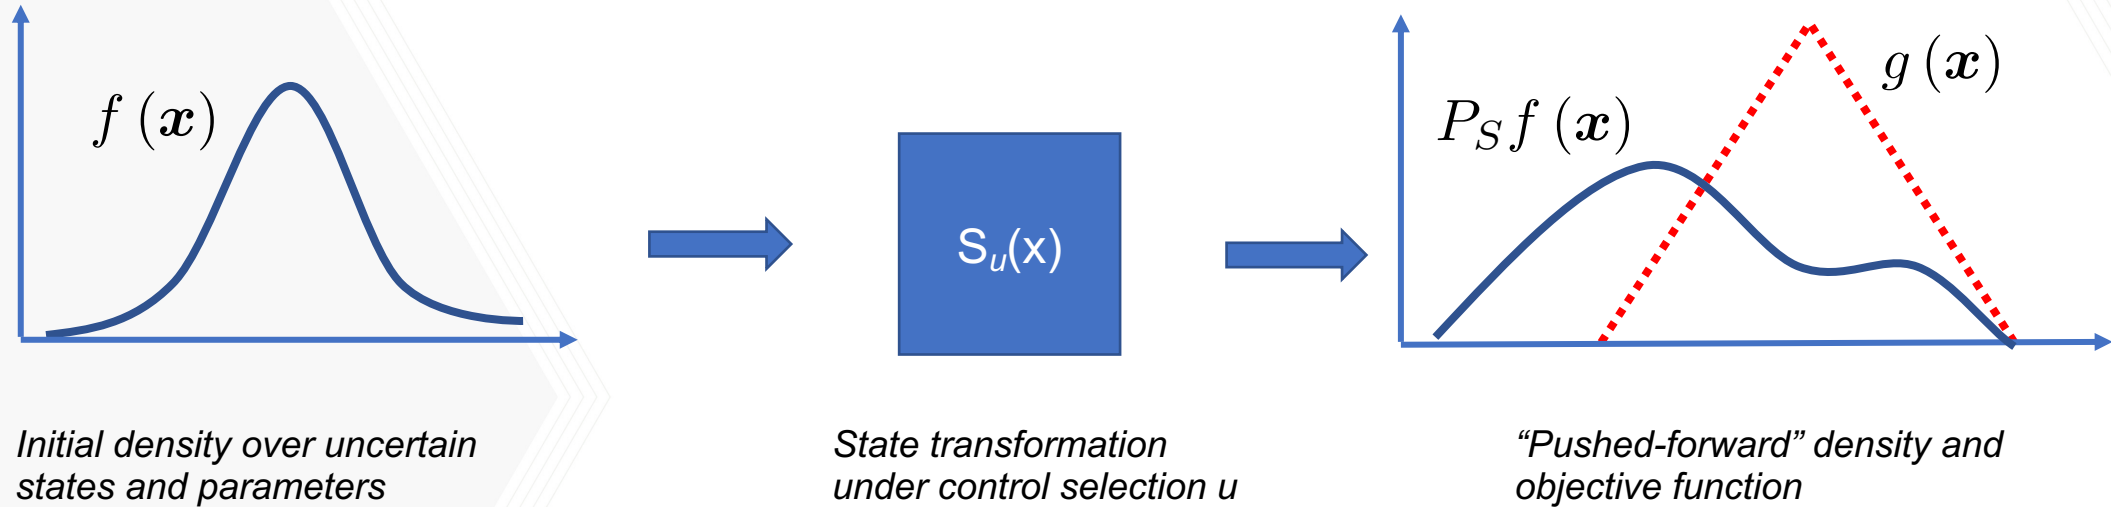 f (x)
S_u(x)
P_S f (x)
g (x)
Initial density over uncertain
states and parameters
State transformation
under control selection u
“Pushed-forward” density and
objective function